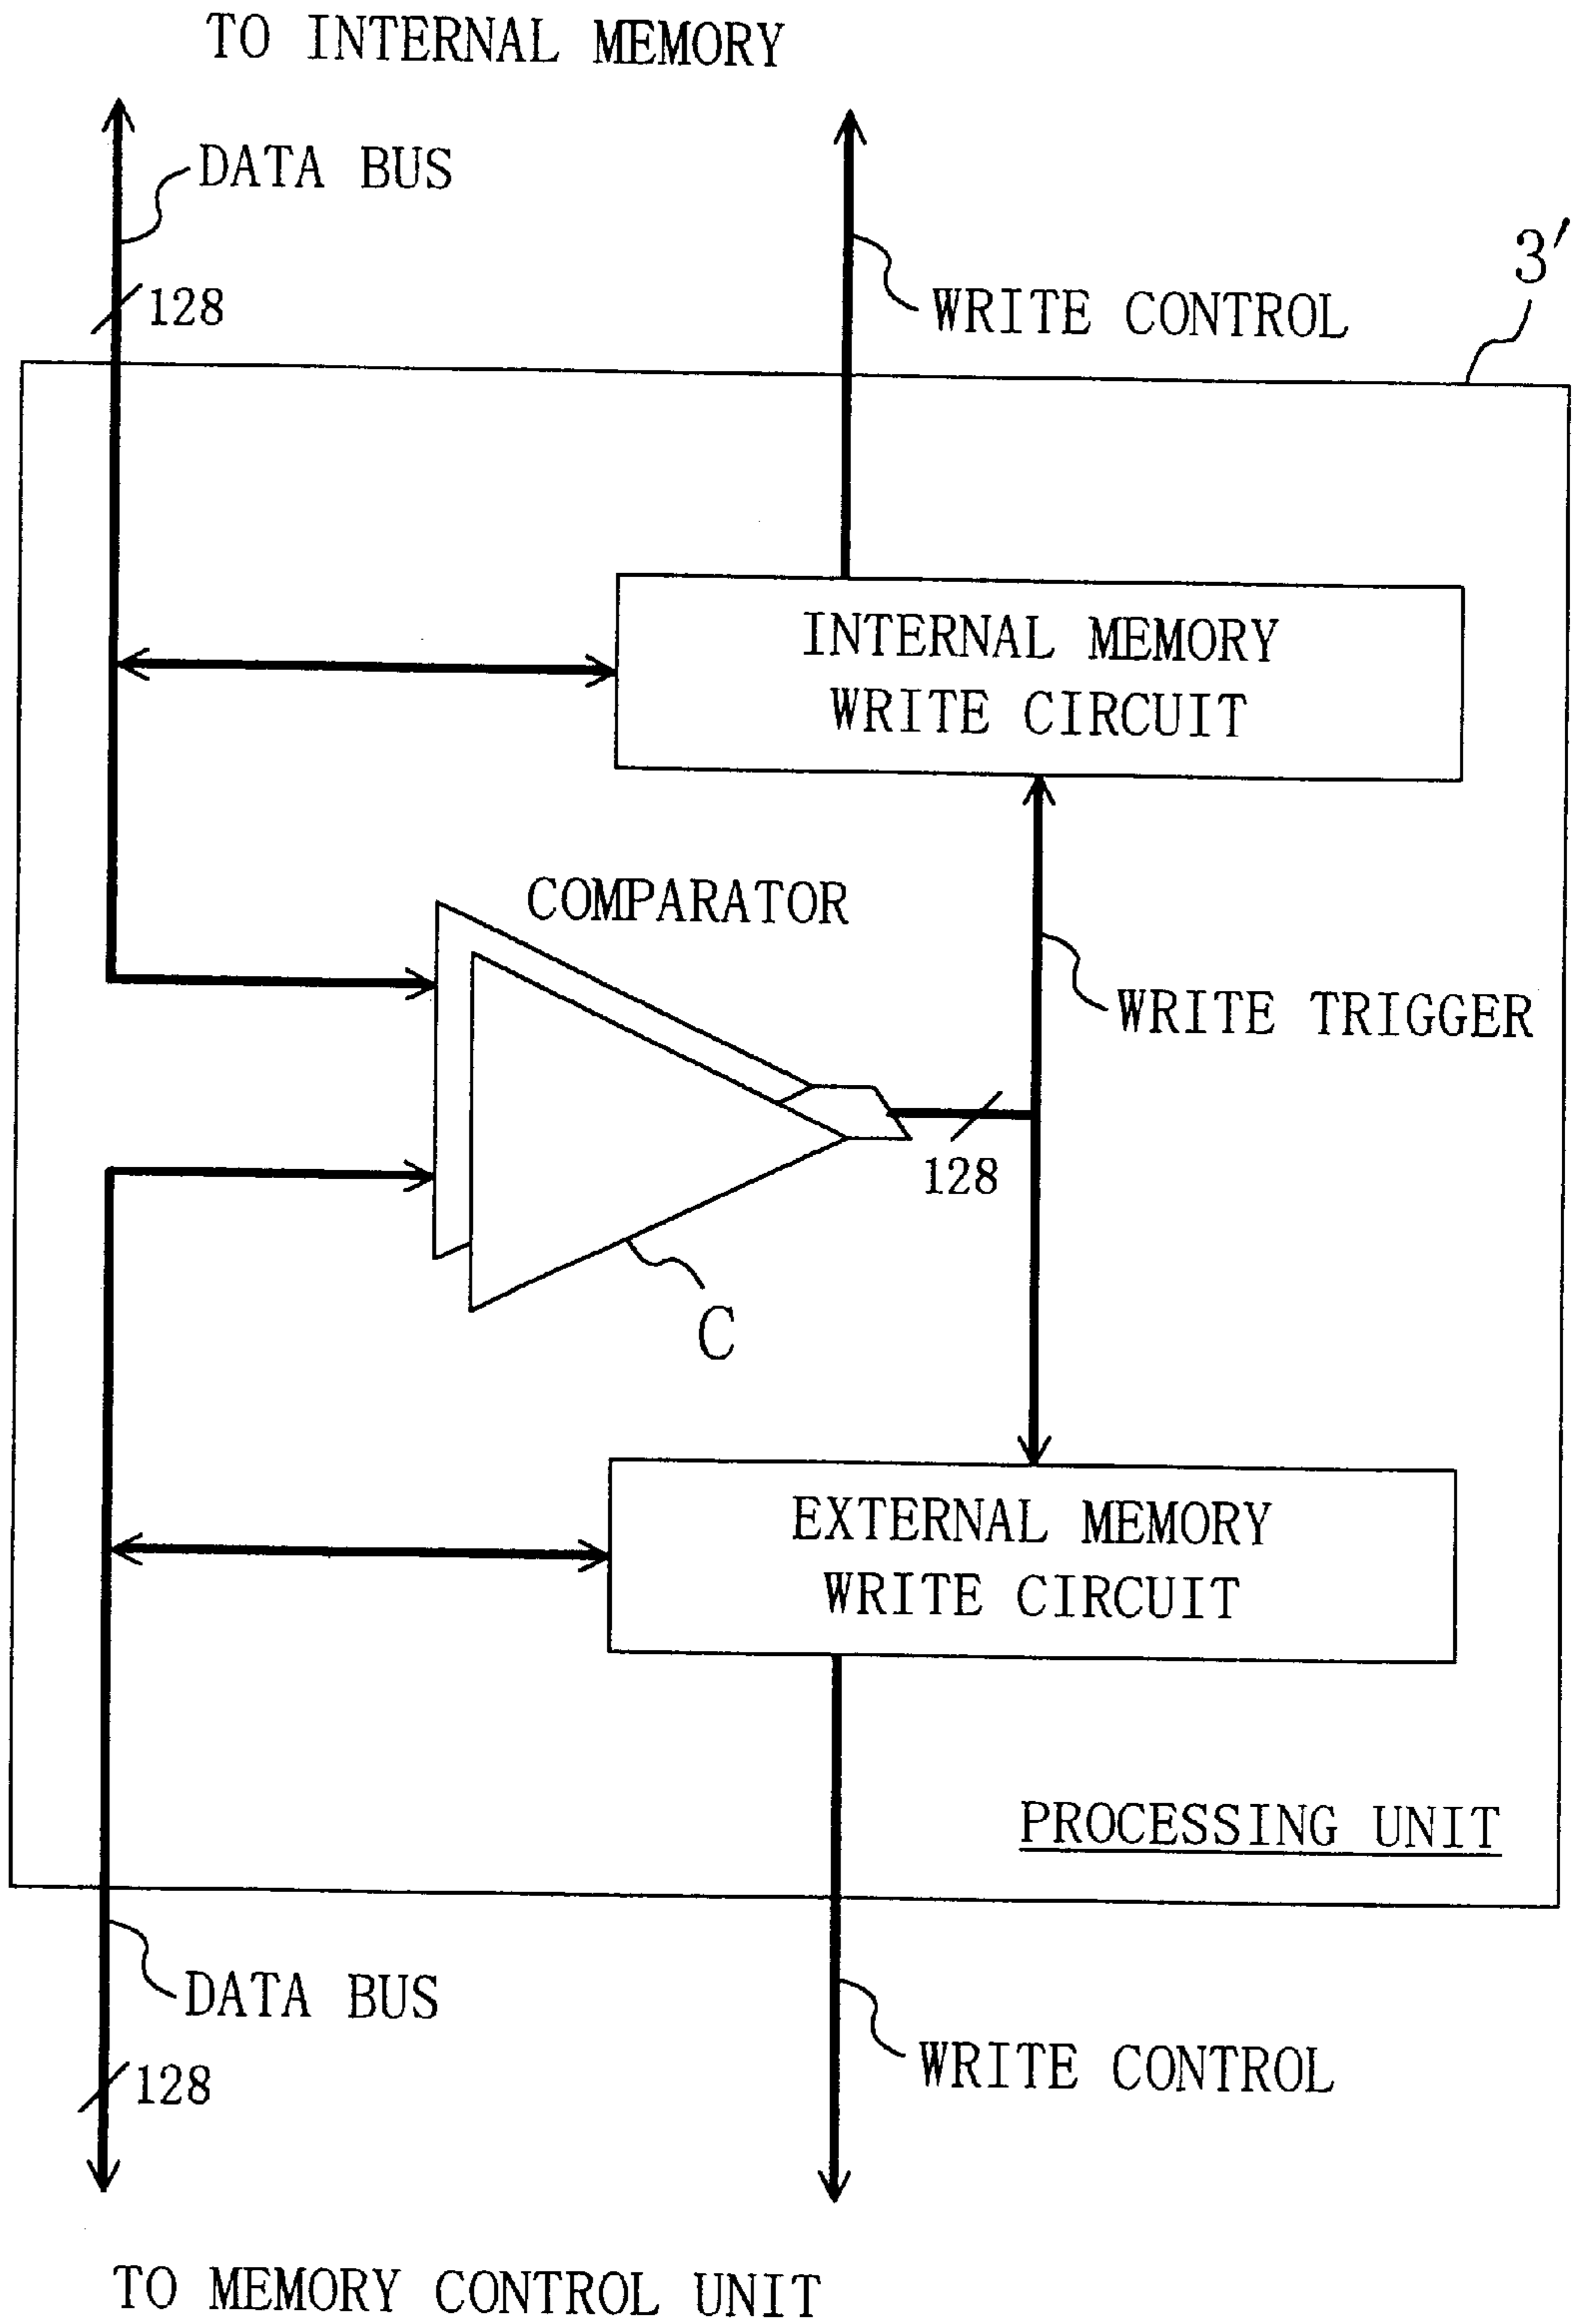 TO INTERNAL MEMORY
DATA BUS
3'
128
WRITE CONTROL
INTERNAL MEMORY
WRITE CIRCUIT
COMPARATOR
WRITE TRIGGER
128
C
EXTERNAL MEMORY
WRITE CIRCUIT
PROCESSING UNIT
DATA BUS
WRITE CONTROL
128
TO MEMORY CONTROL UNIT